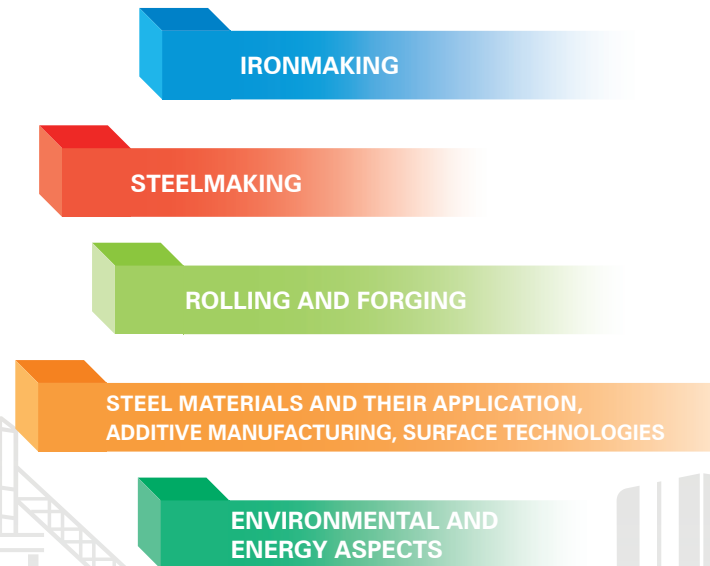 IRONMAKING
STEELMAKING
ROLLING AND FORGING
STEEL MATERIALS AND THEIR APPLICATION,
ADDITIVE MANUFACTURING, SURFACE TECHNOLOGIES
ENVIRONMENTAL AND
ENERGY ASPECTS